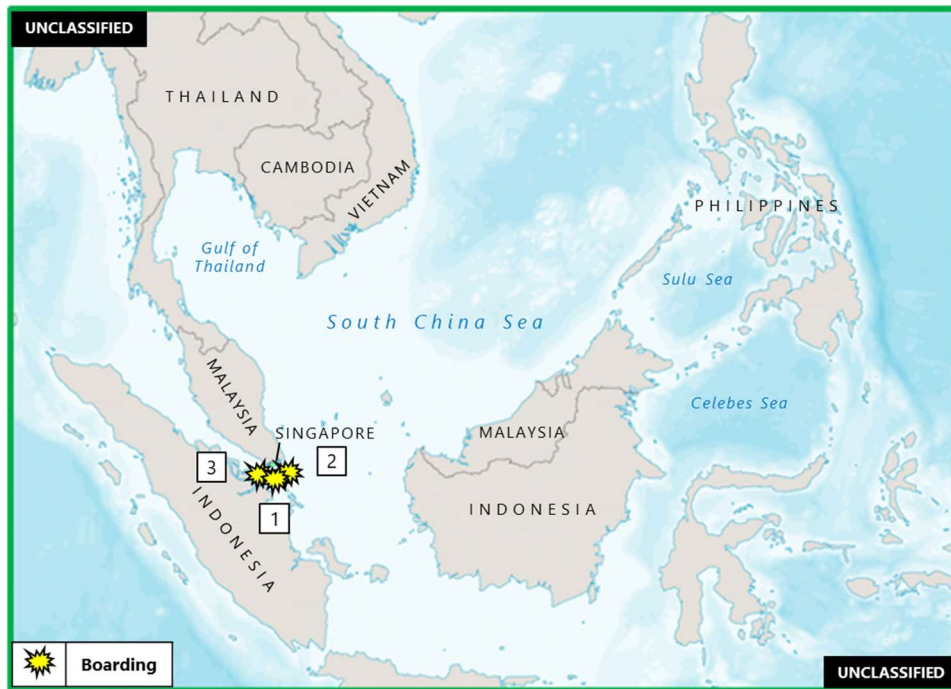 UNCLASSIFIED
THAILAND
CAMBODIA
VIETNAM
PHILIPPINES
Gulf of
Thailand
Sulu Sea
South China Sea
MALAYSIA
Celebes Sea
SINGAPORE
MALAYSIA
3
2
INDONESIA
INDONESIA
1
Boarding
UNCLASSIFIED